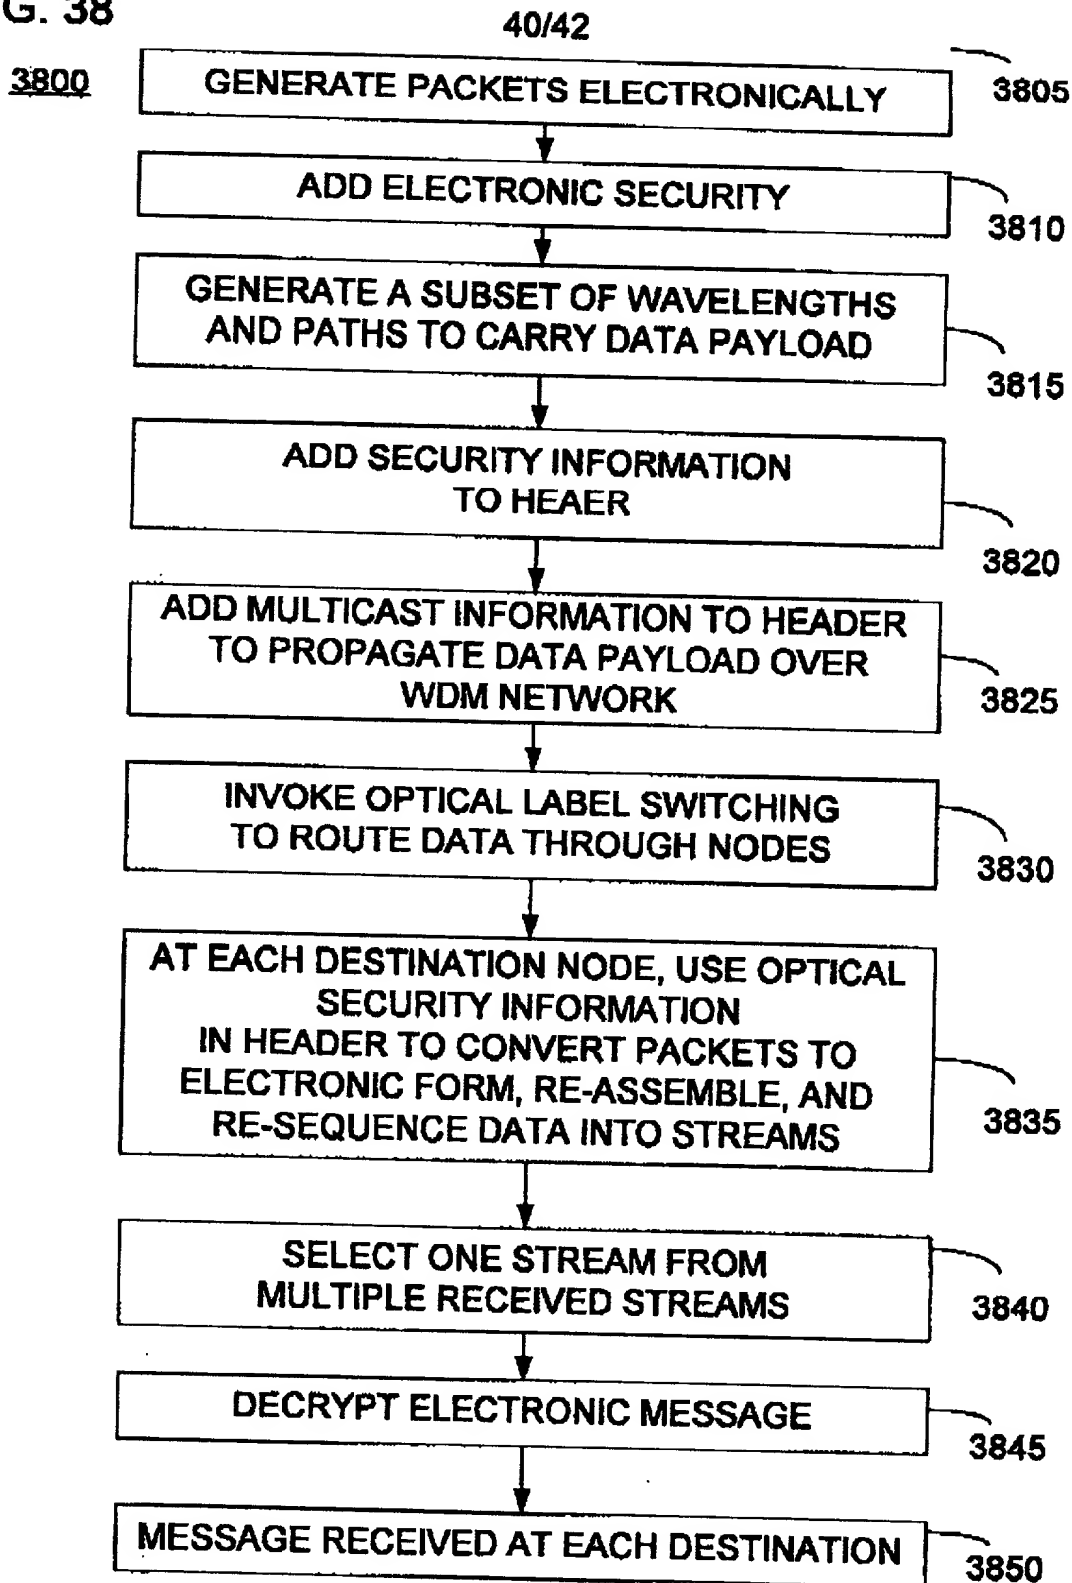 G. 38
40/42
3800
GENERATE PACKETS ELECTRONICALLY
3805
ADD ELECTRONIC SECURITY
3810
GENERATE A SUBSET OF WAVELENGTHS
AND PATHS TO CARRY DATA PAYLOAD
3815
ADD SECURITY INFORMATION
TO HEAER
3820
ADD MULTICAST INFORMATION TO HEADER
TO PROPAGATE DATA PAYLOAD OVER
WDM NETWORK
3825
INVOKE OPTICAL LABEL SWITCHING
TO ROUTE DATA THROUGH NODES
3830
AT EACH DESTINATION NODE, USE OPTICAL
SECURITY INFORMATION
IN HEADER TO CONVERT PACKETS TO
ELECTRONIC FORM, RE-ASSEMBLE, AND
RE-SEQUENCE DATA INTO STREAMS
3835
SELECT ONE STREAM FROM
MULTIPLE RECEIVED STREAMS
3840
DECRYPT ELECTRONIC MESSAGE
3845
MESSAGE RECEIVED AT EACH DESTINATION
3850